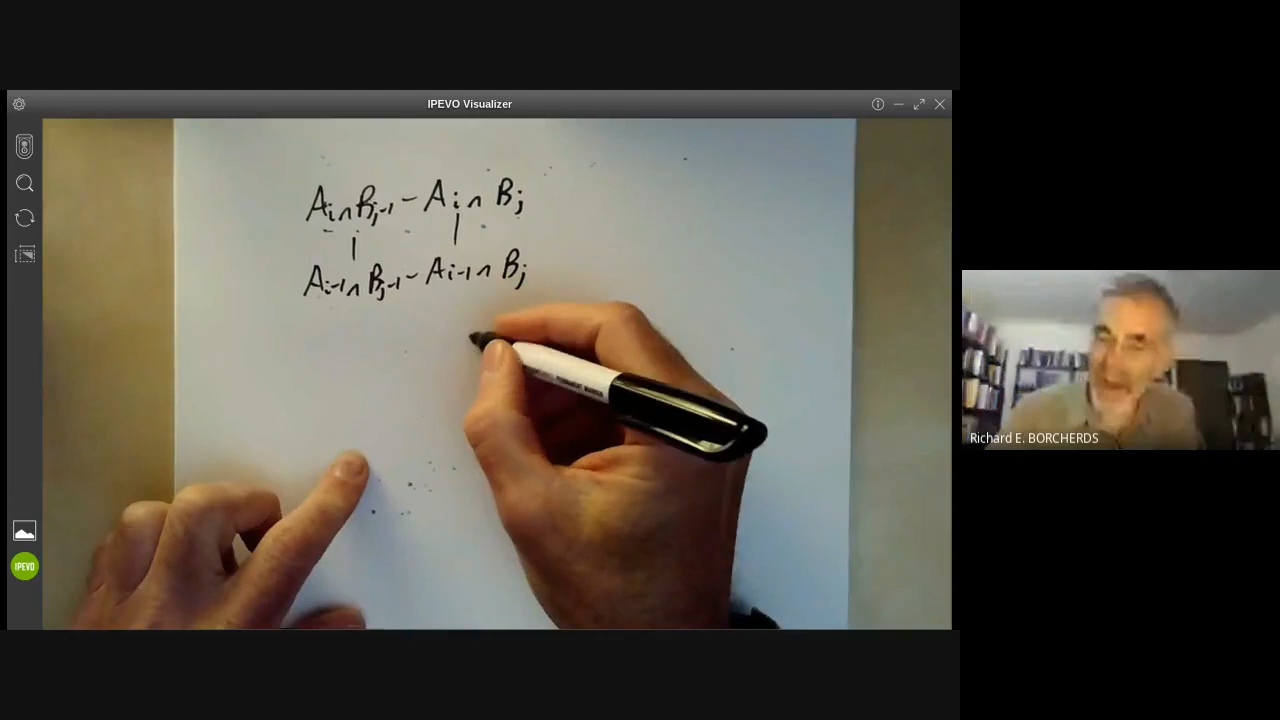 IPEVO Visualizer
A_i ∩ B_{j-1} – A_i ∩ B_j
A_{i-1} ∩ B_{j-1} – A_{i-1} ∩ B_j
Richard E. BORCHERDS
IPEVO